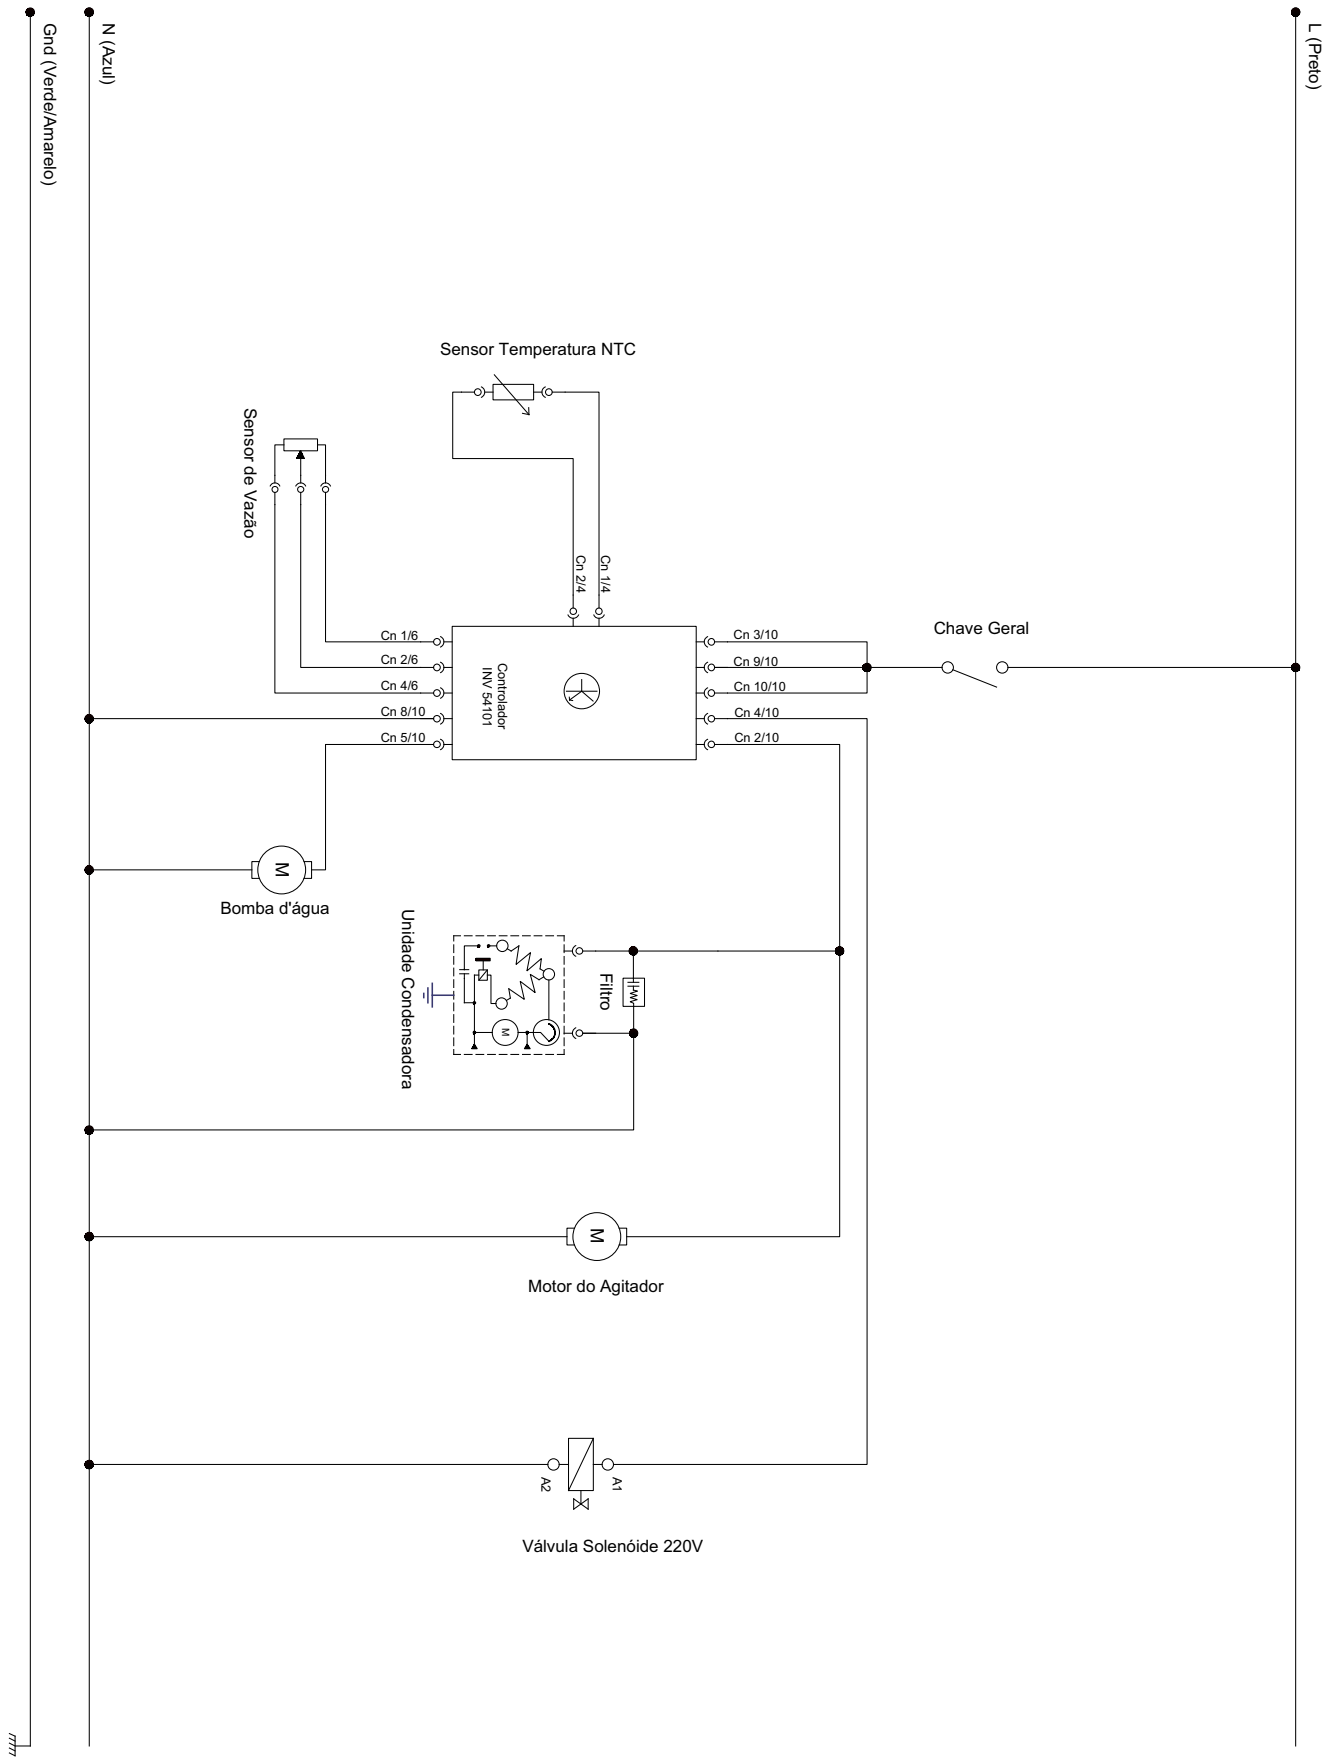 L (Preto)
N (Azul)
Gnd (Verde/Amarelo)
Sensor Temperatura NTC
Sensor de Vazão
Cn 2/4
Cn 1/4
Chave Geral
Cn 1/6
Cn 2/6
Cn 4/6
Cn 8/10
Cn 5/10
Controlador
INV 54101
Cn 3/10
Cn 9/10
Cn 10/10
Cn 4/10
Cn 2/10
M
Bomba d'água
Unidade Condensadora
M
Filtro
M
Motor do Agitador
A2
A1
Válvula Solenóide 220V